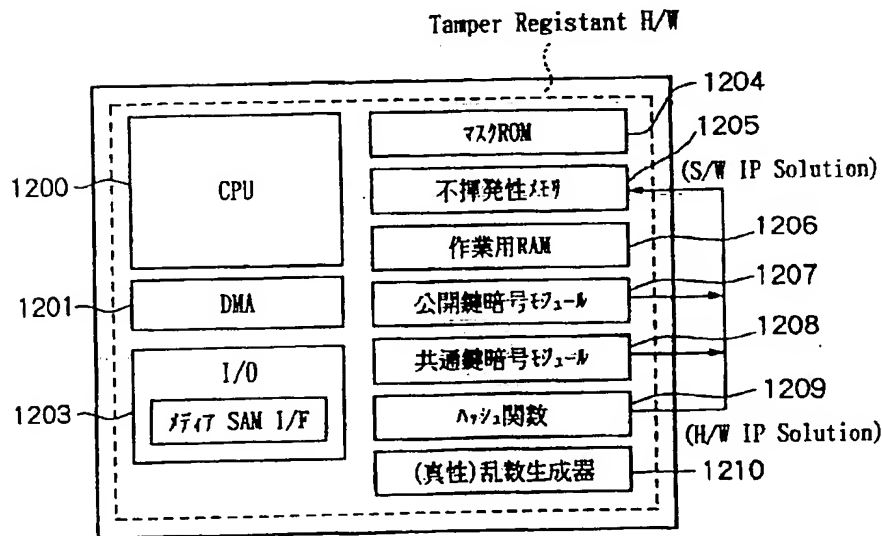 Tamper Registant H/W
1204
マスクROM
1205
1200
CPU
不揮発性メモリ
(S/W IP Solution)
作業用RAM
1206
1207
公開鍵暗号モジュール
1201
DMA
1208
共通鍵暗号モジュール
I/O
1209
1203
メディア SAM I/F
ハッシュ関数
(H/W IP Solution)
(真性)乱数生成器
1210